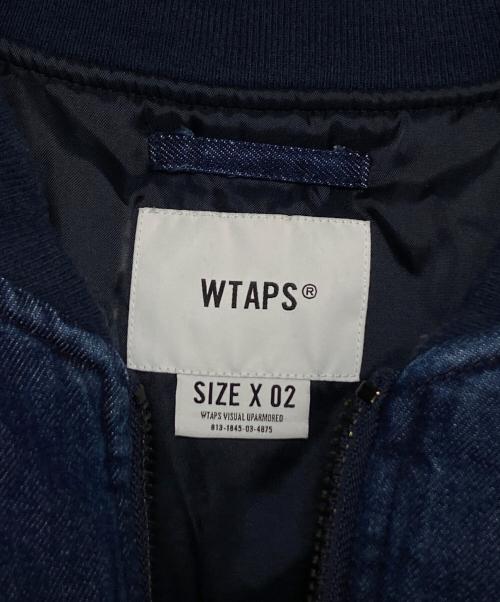 WTAPS®
SIZE X 02
WTAPS VISUAL UPARMORED
813-1845-03-4875